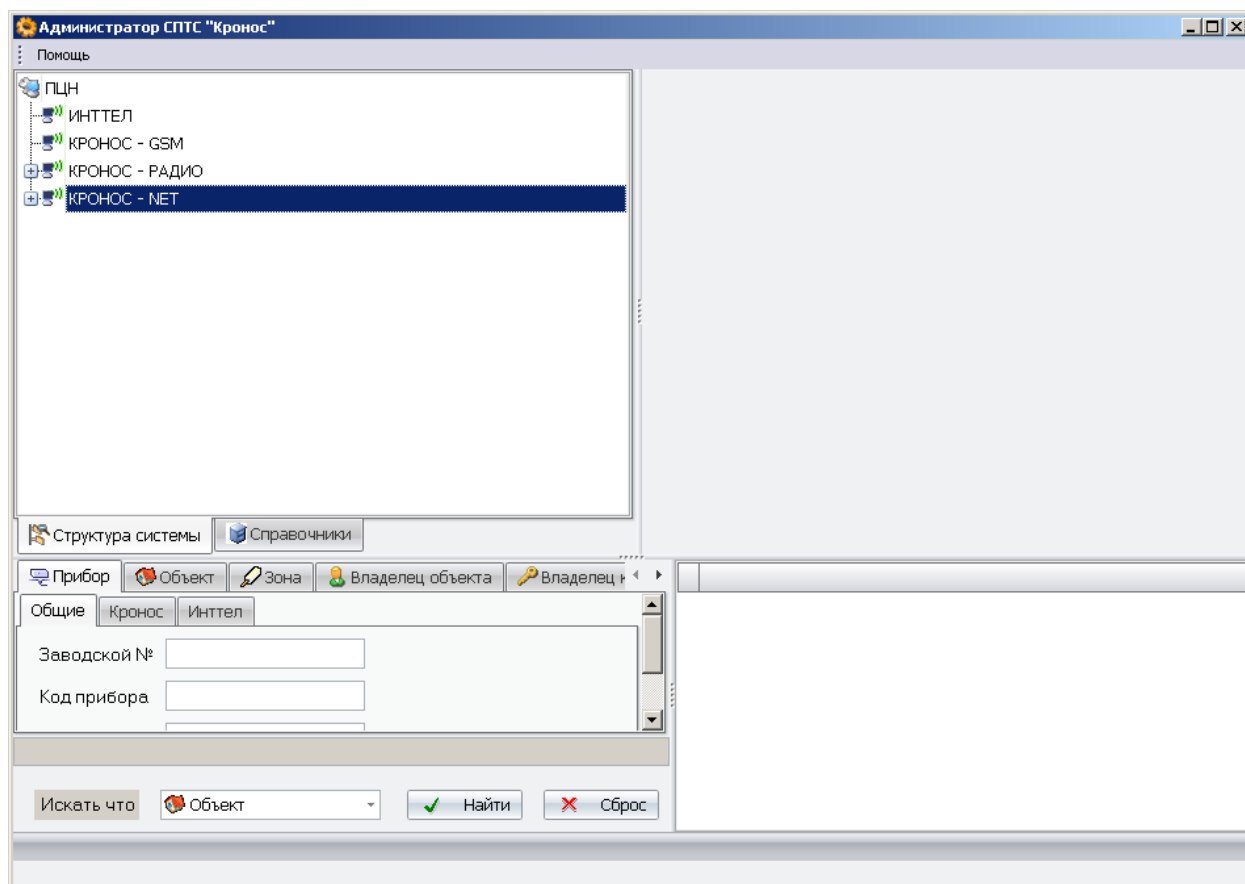 Администратор СПТС "Кронос"
Помощь
ПЦН
ИНТТЕЛ
КРОНОС - GSM
КРОНОС - РАДИО
КРОНОС - NET
Структура системы Справочники
Прибор Объект Зона Владелец объекта Владелец
Общие Кронос Инттел
Заводской №
Код прибора
Искать что Объект Найти Сброс